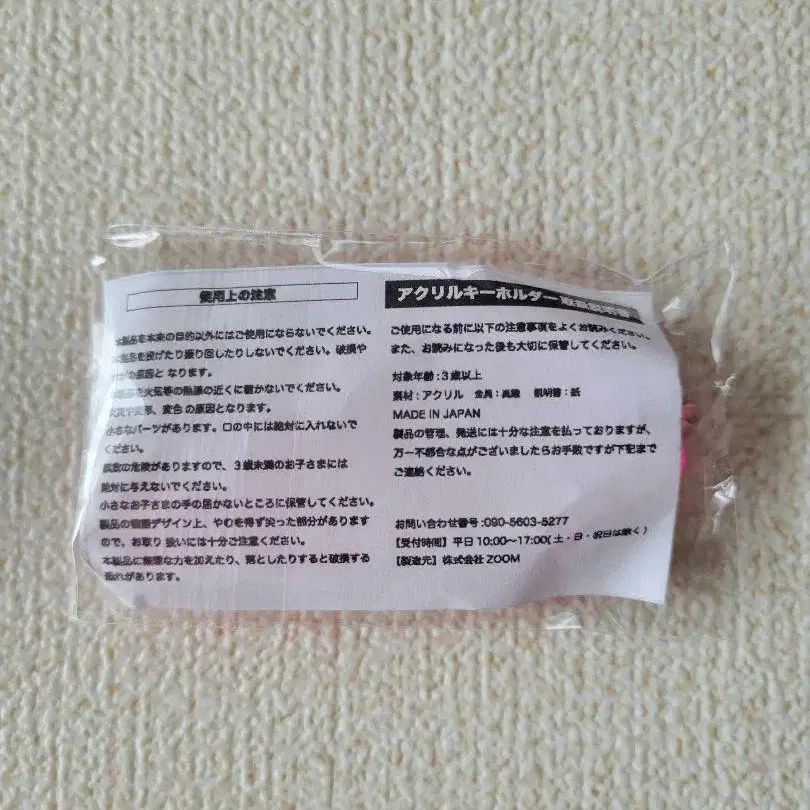 使用上の注意
本製品を本来の目的以外にはご使用にならないでください。
本製品を投げたり振り回したりしないでください。破損や
けがの原因と なります。
本製品を火気等の熱源の近くに置かないでください。
火災や変形、変色 の原因となります。
小さなパーツがあります。口の中には絶対に入れないで
ください。
誤飲の危険がありますので、3歳未満のお子さまには
絶対に与えないでください。
小さなお子さまの手の届かないところに保管してください。
製品の構造デザイン上、やむを得ず尖った部分があります
ので、お取り 扱いには十分ご注意ください。
本製品に無理な力を加えたり、落としたりすると破損する
恐れがあります。
アクリルキーホルダー取扱説明書
ご使用になる前に以下の注意事項をよくお読みください。
また、お読みになった後も大切に保管してください。
対象年齢:3歳以上
素材:アクリル 金具:真鍮 説明書:紙
MADE IN JAPAN
製品の管理、発送には十分な注意を払っておりますが、
万一不都合な点がございましたらお手数ですが下記まで
ご連絡ください。
お問い合わせ番号:090-5603-5277
【受付時間】平日 10:00~17:00(土・日・祝日は除く)
【製造元】株式会社 ZOOM